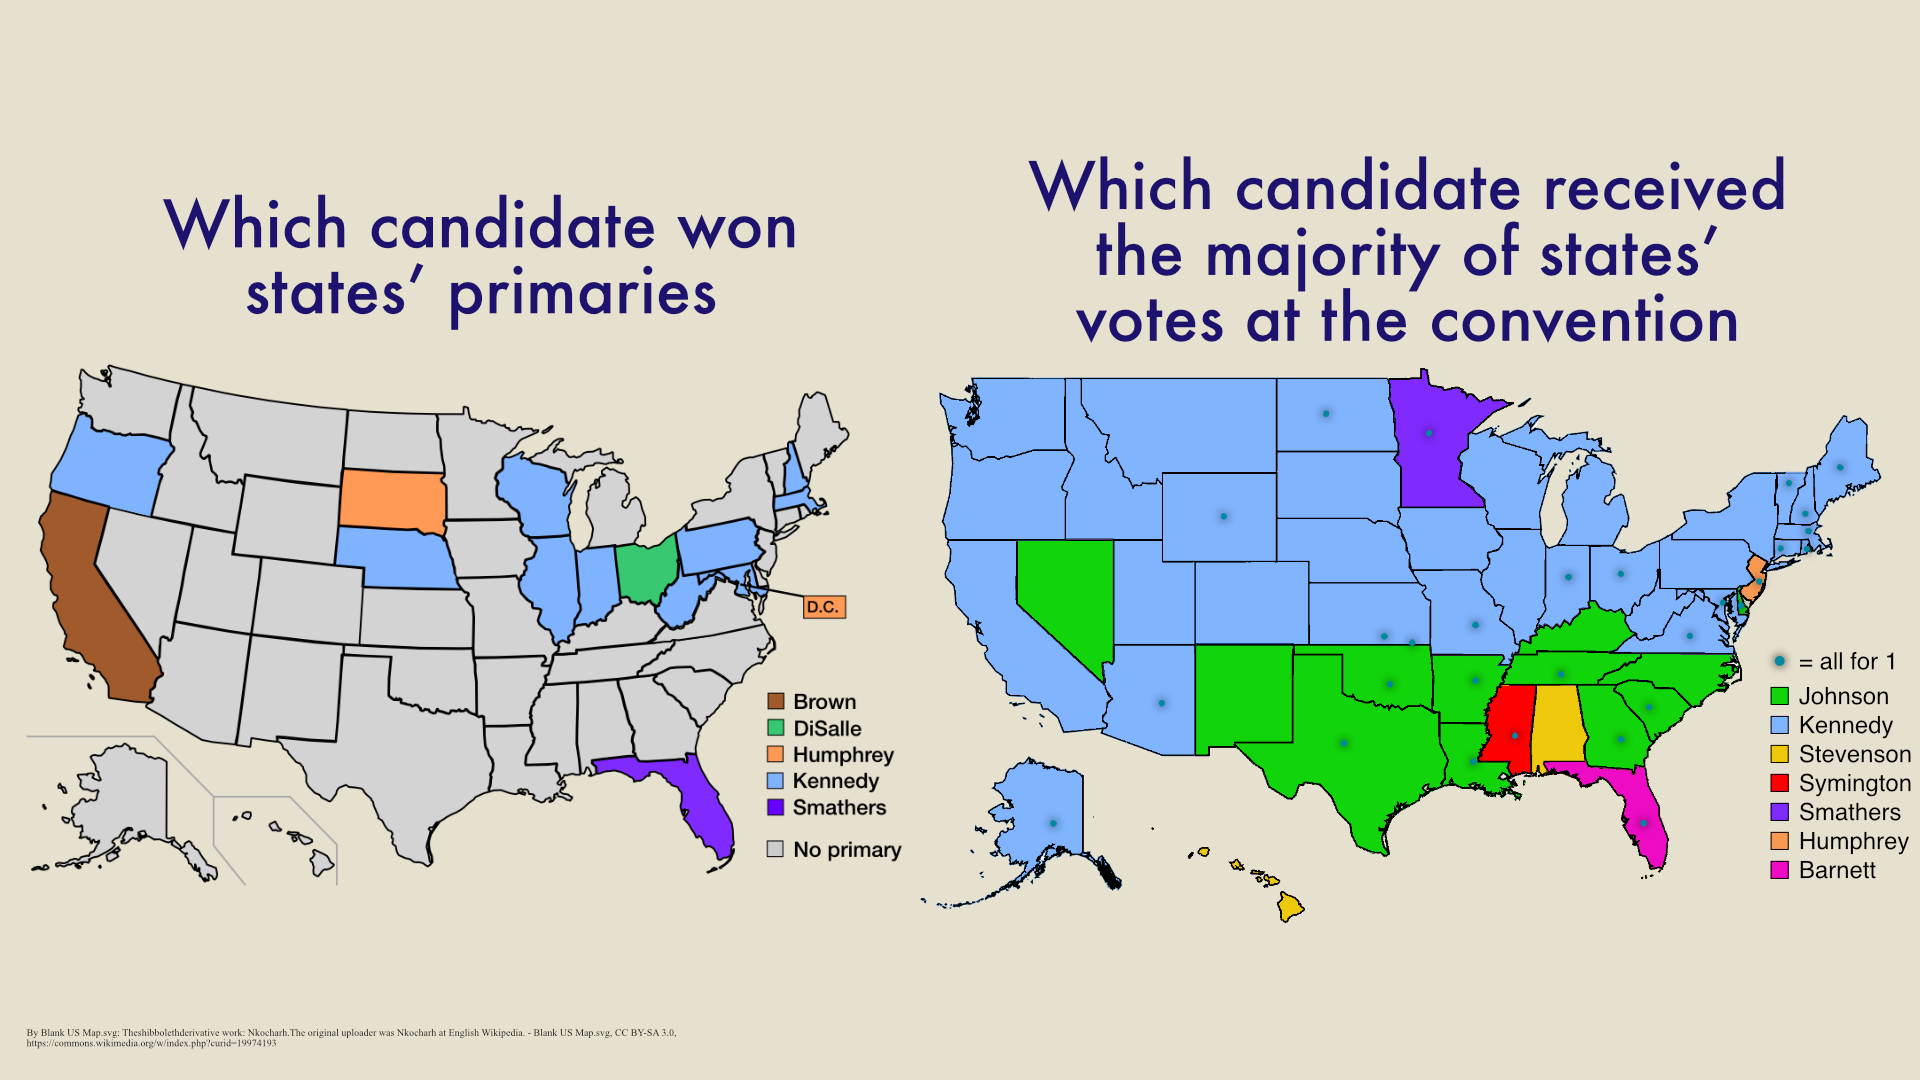 Which candidate won
states’ primaries
Which candidate received
the majority of states’
votes at the convention
D.C.
Brown
DiSalle
Humphrey
Kennedy
Smathers
No primary
= all for 1
Johnson
Kennedy
Stevenson
Symington
Smathers
Humphrey
Barnett
By Blank US Map.svg: Theshibbolethderivative work: Nkocharh.The original uploader was Nkocharh at English Wikipedia. - Blank US Map.svg, CC BY-SA 3.0,
https://commons.wikimedia.org/w/index.php?curid=19974193